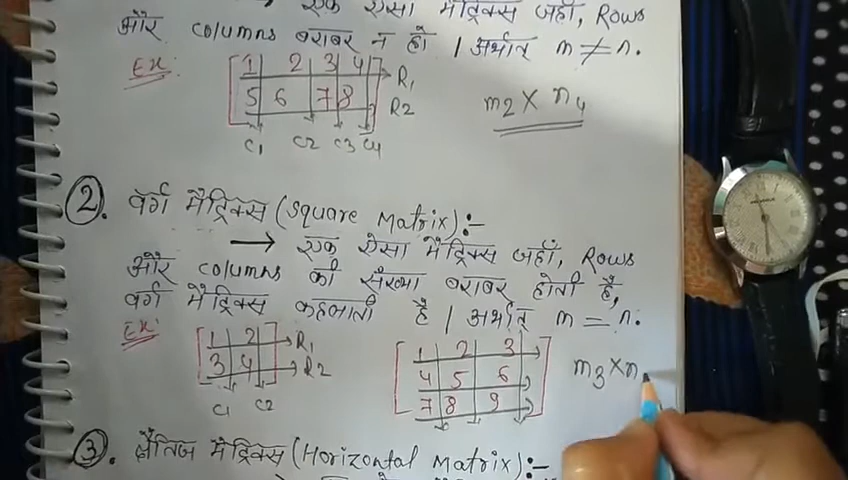 एक ऐसा मैट्रिक्स जहाँ, Rows
और columns बराबर न हो | अर्थात् m ≠ n.
Ex:
1 2 3 4 R1
5 6 7 8 R2
C1 C2 C3 C4
m2 X n4
2. वर्ग मैट्रिक्स (Square Matrix):-
→ एक ऐसा मैट्रिक्स जहाँ, Rows
और columns की संख्या बराबर होती है,
वर्ग मैट्रिक्स कहलाती है | अर्थात् m = n.
Ex:
1 2 R1
3 4 R2
C1 C2
1 2 3
4 5 6
7 8 9
m3 X n
3. क्षैतिज मैट्रिक्स (Horizontal Matrix):-